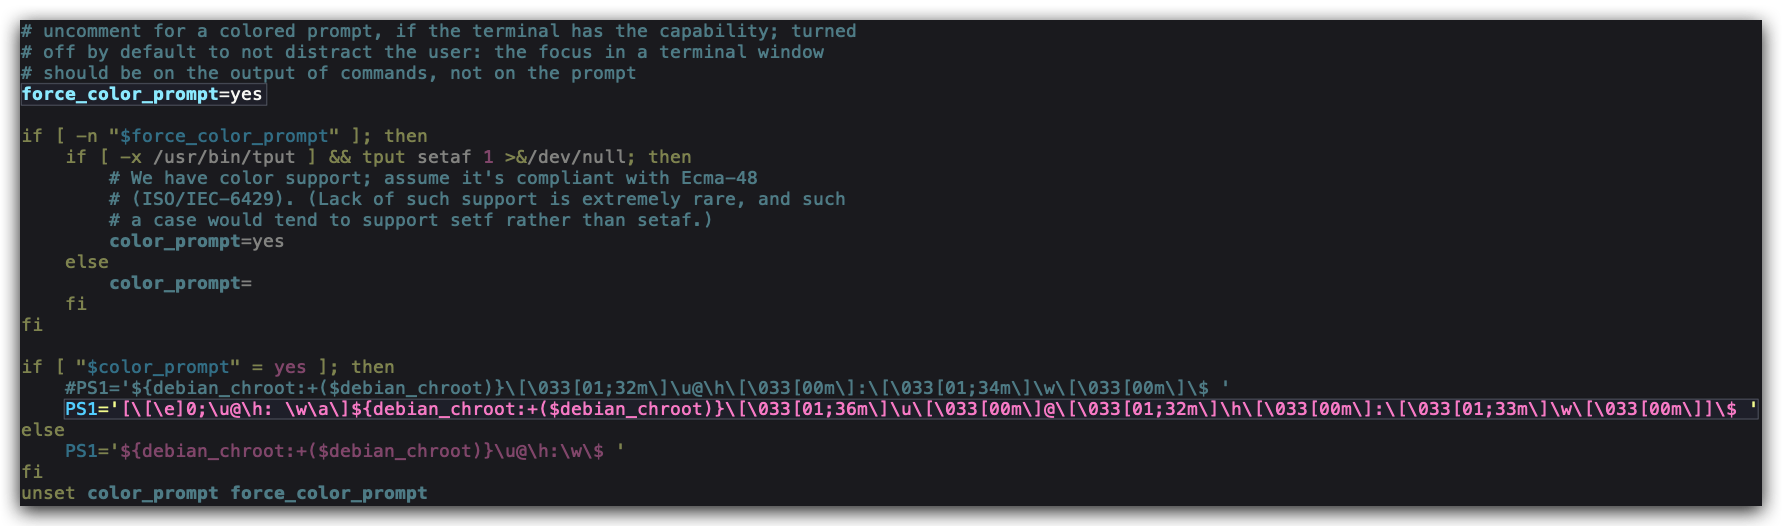 # uncomment for a colored prompt, if the terminal has the capability; turned
# off by default to not distract the user: the focus in a terminal window
# should be on the output of commands, not on the prompt
force_color_prompt=yes

if [ -n "$force_color_prompt" ]; then
    if [ -x /usr/bin/tput ] && tput setaf 1 >&/dev/null; then
        # We have color support; assume it's compliant with Ecma-48
        # (ISO/IEC-6429). (Lack of such support is extremely rare, and such
        # a case would tend to support setf rather than setaf.)
        color_prompt=yes
    else
        color_prompt=
    fi
fi

if [ "$color_prompt" = yes ]; then
    #PS1='${debian_chroot:+($debian_chroot)}\[\033[01;32m\]\u@\h\[\033[00m\]:\[\033[01;34m\]\w\[\033[00m\]\$ '
    PS1='[\[\e]0;\u@\h: \w\a\]${debian_chroot:+($debian_chroot)}\[\033[01;36m\]\u\[\033[00m\]@\[\033[01;32m\]\h\[\033[00m\]:\[\033[01;33m\]\w\[\033[00m\]]\$ '
else
    PS1='${debian_chroot:+($debian_chroot)}\u@\h:\w\$ '
fi
unset color_prompt force_color_prompt